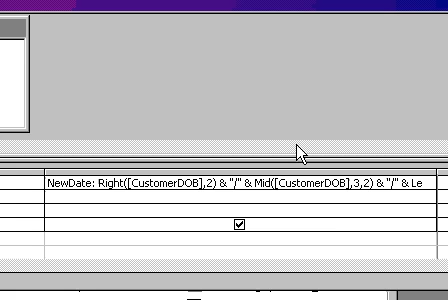 NewDate: Right([CustomerDOB],2) & "/" & Mid([CustomerDOB],3,2) & "/" & Le